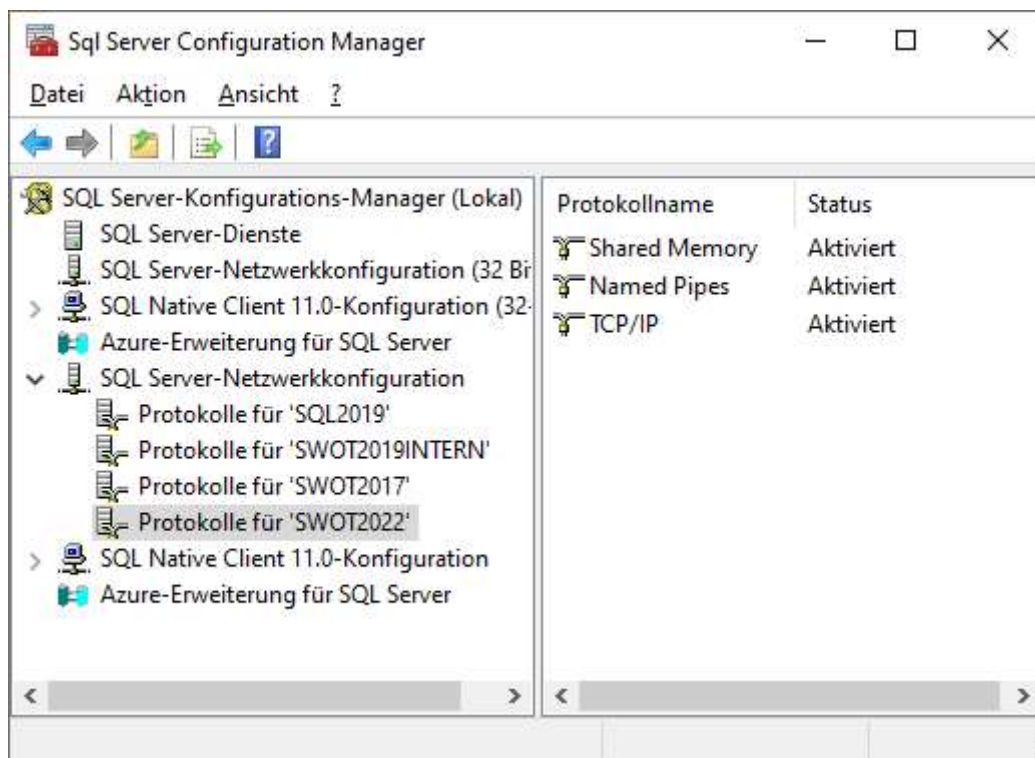 Sql Server Configuration Manager
Datei Aktion Ansicht ?
SQL Server-Konfigurations-Manager (Lokal)
SQL Server-Dienste
SQL Server-Netzwerkkonfiguration (32 Bi
SQL Native Client 11.0-Konfiguration (32-
Azure-Erweiterung für SQL Server
SQL Server-Netzwerkkonfiguration
Protokolle für 'SQL2019'
Protokolle für 'SWOT2019INTERN'
Protokolle für 'SWOT2017'
Protokolle für 'SWOT2022'
SQL Native Client 11.0-Konfiguration
Azure-Erweiterung für SQL Server
Protokollname Status
Shared Memory Aktiviert
Named Pipes Aktiviert
TCP/IP Aktiviert